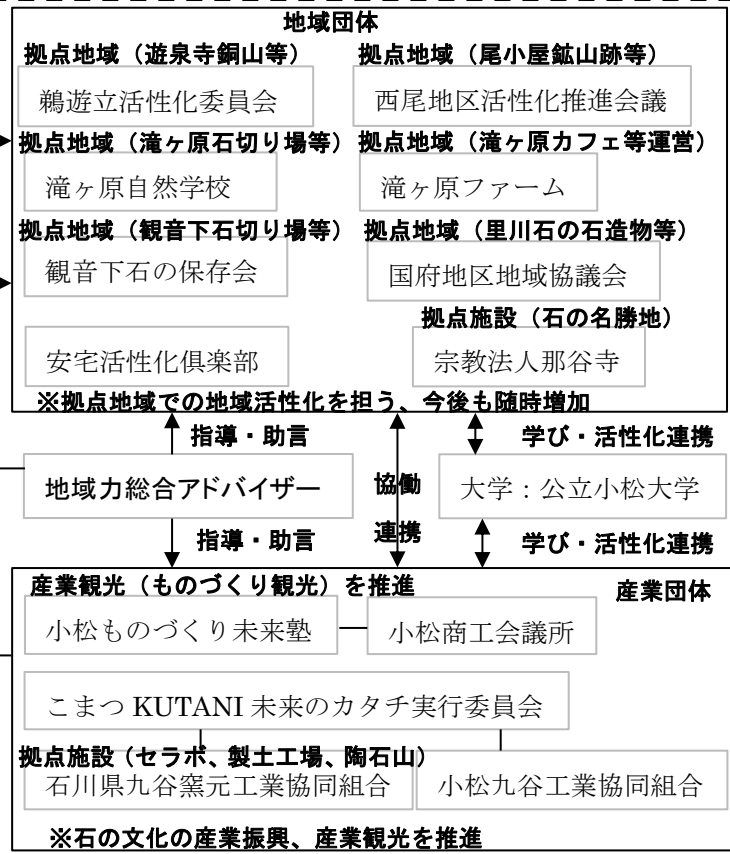 地域団体
拠点地域（遊泉寺銅山等）
拠点地域（尾小屋鉱山跡等）
鵜遊立活性化委員会
西尾地区活性化推進会議
拠点地域（滝ヶ原石切り場等）
拠点地域（滝ヶ原カフェ等運営）
滝ヶ原自然学校
滝ヶ原ファーム
拠点地域（観音下石切り場等）
拠点地域（里川石の石造物等）
観音下石の保存会
国府地区地域協議会
拠点施設（石の名勝地）
安宅活性化倶楽部
宗教法人那谷寺
※拠点地域での地域活性化を担う、今後も随時増加
指導・助言
学び・活性化連携
地域力総合アドバイザー
協働
連携
大学：公立小松大学
指導・助言
学び・活性化連携
産業観光（ものづくり観光）を推進
産業団体
小松ものづくり未来塾
小松商工会議所
こまつ KUTANI 未来のカタチ実行委員会
拠点施設（セラボ、製土工場、陶石山）
石川県九谷窯元工業協同組合
小松九谷工業協同組合
※石の文化の産業振興、産業観光を推進